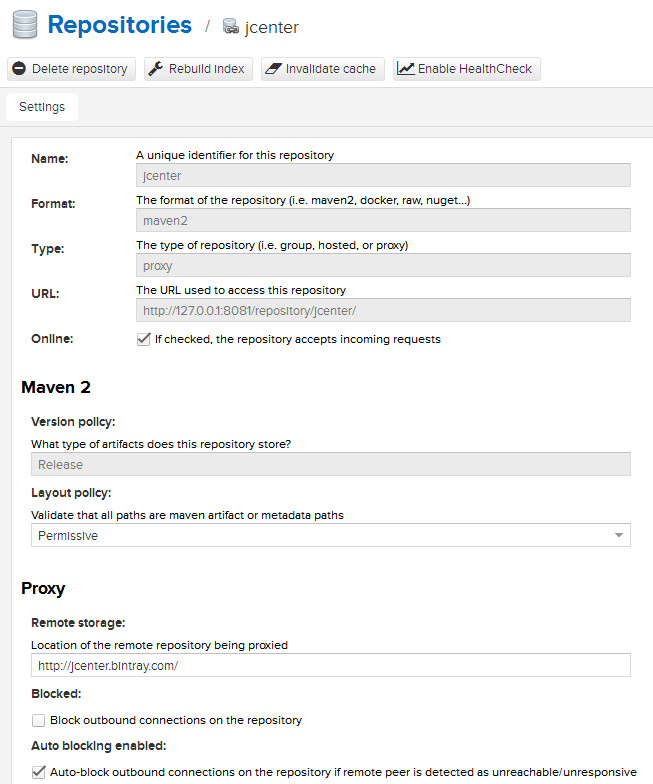 Repositories / jcenter
Delete repository Rebuild index Invalidate cache Enable HealthCheck
Settings
Name: A unique identifier for this repository
jcenter
Format: The format of the repository (i.e. maven2, docker, raw, nuget...)
maven2
Type: The type of repository (i.e. group, hosted, or proxy)
proxy
URL: The URL used to access this repository
http://127.0.0.1:8081/repository/jcenter/
Online: If checked, the repository accepts incoming requests
Maven 2
Version policy:
What type of artifacts does this repository store?
Release
Layout policy:
Validate that all paths are maven artifact or metadata paths
Permissive
Proxy
Remote storage:
Location of the remote repository being proxied
http://jcenter.bintray.com/
Blocked:
Block outbound connections on the repository
Auto blocking enabled:
Auto-block outbound connections on the repository if remote peer is detected as unreachable/unresponsive